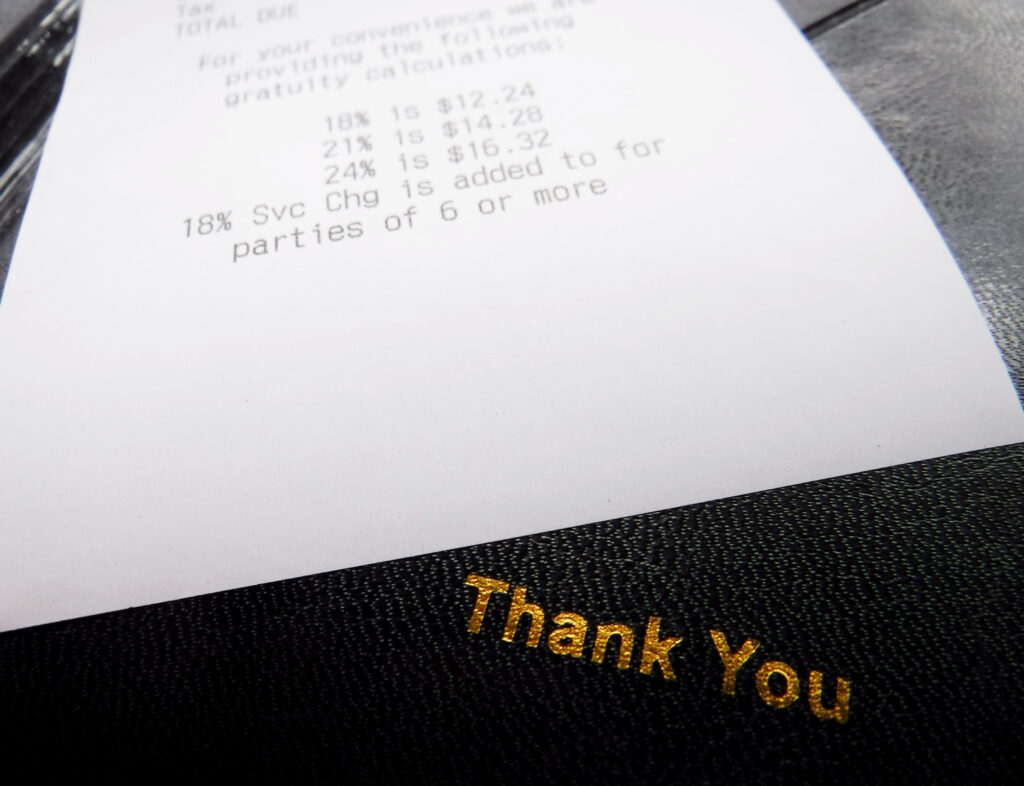 Tax
TOTAL DUE
For your convenience we are
providing the following
gratuity calculations:
18% is $12.24
21% is $14.28
24% is $16.32
18% Svc Chg is added to for
parties of 6 or more
Thank You